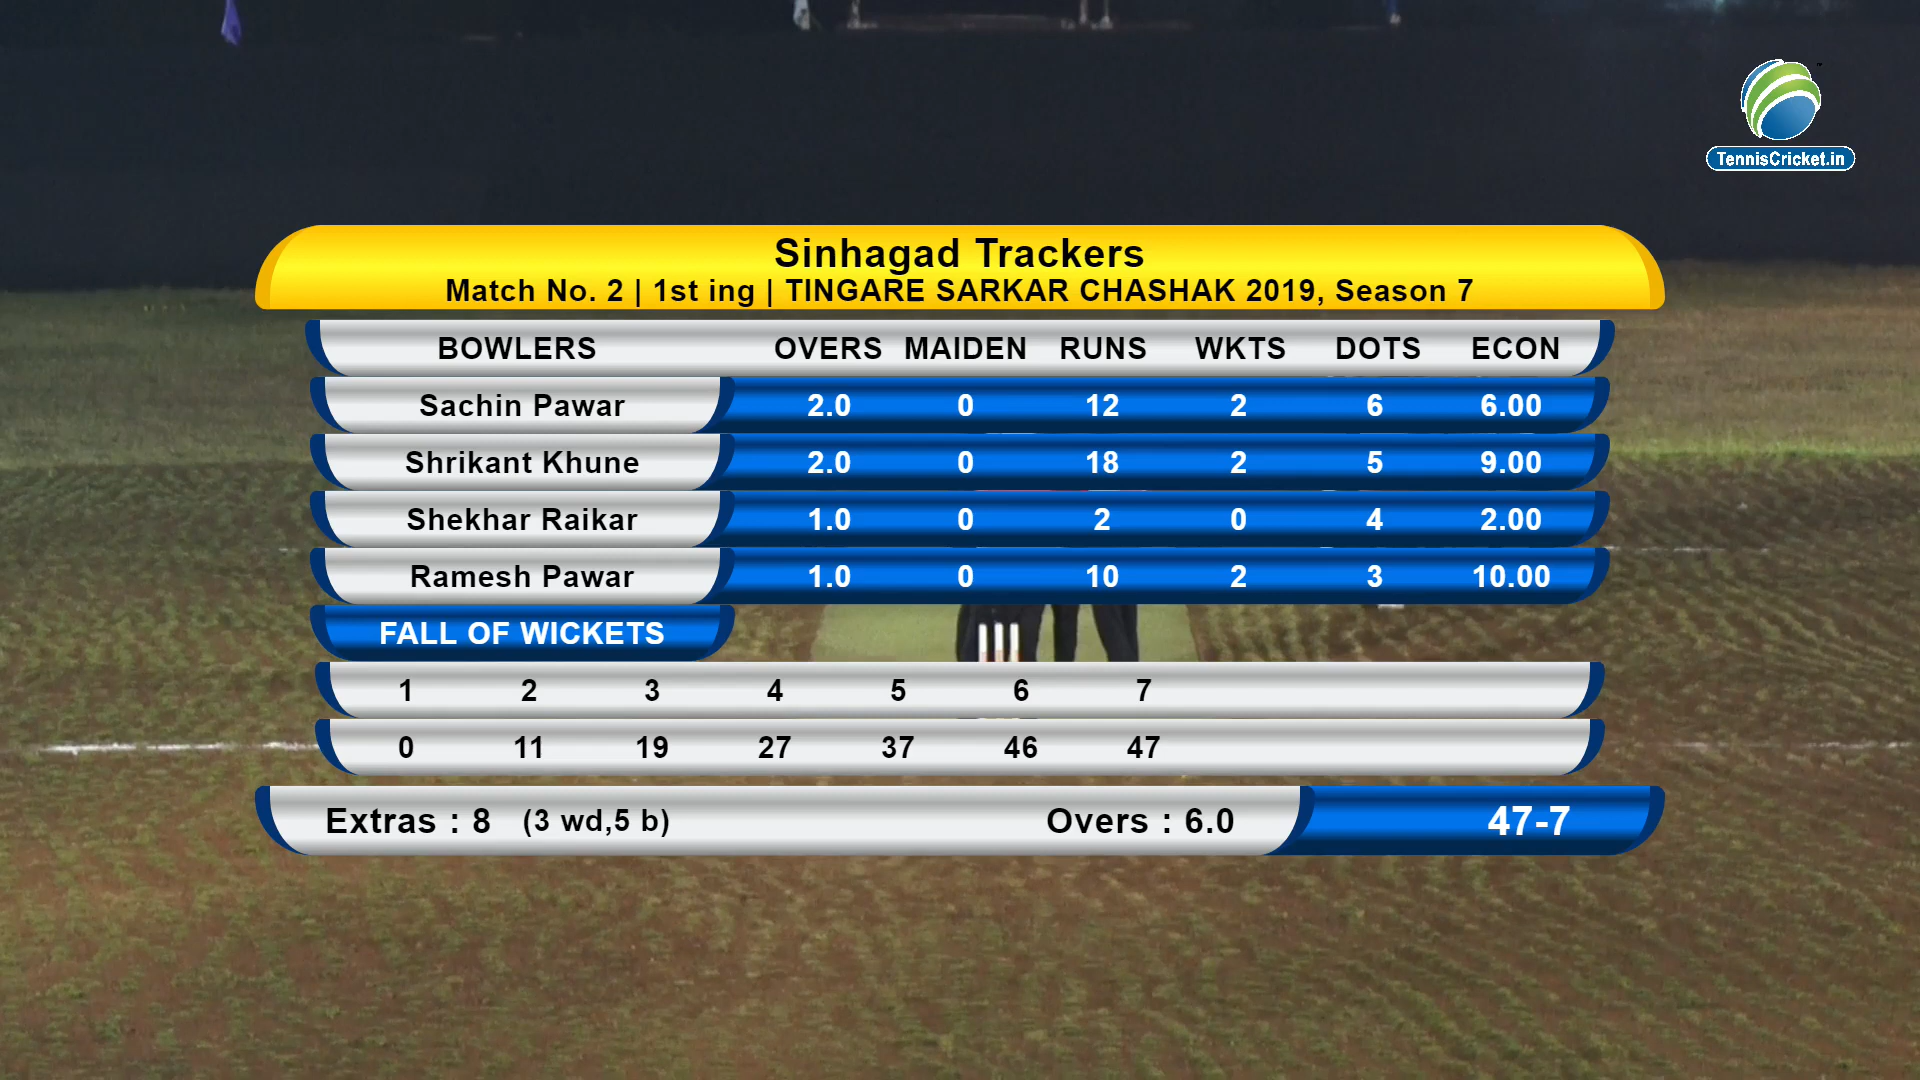 TennisCricket.in
Sinhagad Trackers
Match No. 2 | 1st ing | TINGARE SARKAR CHASHAK 2019, Season 7
BOWLERS OVERS MAIDEN RUNS WKTS DOTS ECON
Sachin Pawar 2.0 0 12 2 6 6.00
Shrikant Khune 2.0 0 18 2 5 9.00
Shekhar Raikar 1.0 0 2 0 4 2.00
Ramesh Pawar 1.0 0 10 2 3 10.00
FALL OF WICKETS
1 2 3 4 5 6 7
0 11 19 27 37 46 47
Extras : 8 (3 wd,5 b) Overs : 6.0 47-7